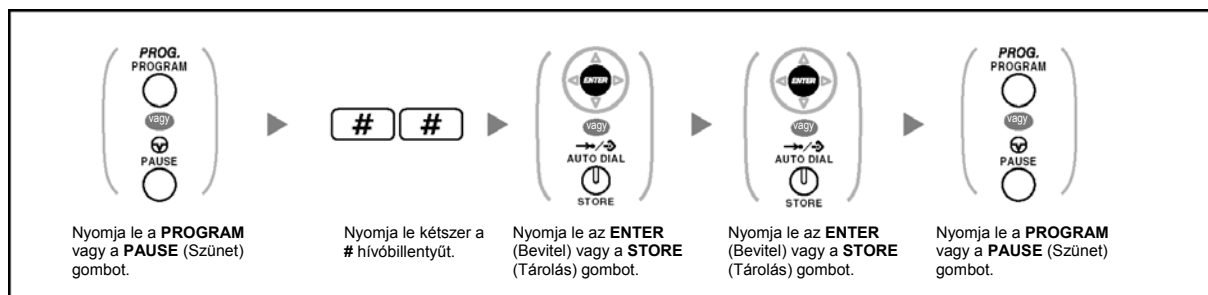 PROG.
PROGRAM
vagy
PAUSE
Nyomja le a PROGRAM
vagy a PAUSE (Szünet)
gombot.
# #
Nyomja le kétszer a
# hívóbillentyűt.
ENTER
vagy
AUTO DIAL
STORE
Nyomja le az ENTER
(Bevitel) vagy a STORE
(Tárolás) gombot.
ENTER
vagy
AUTO DIAL
STORE
Nyomja le az ENTER
(Bevitel) vagy a STORE
(Tárolás) gombot.
PROG.
PROGRAM
vagy
PAUSE
Nyomja le a PROGRAM
vagy a PAUSE (Szünet)
gombot.